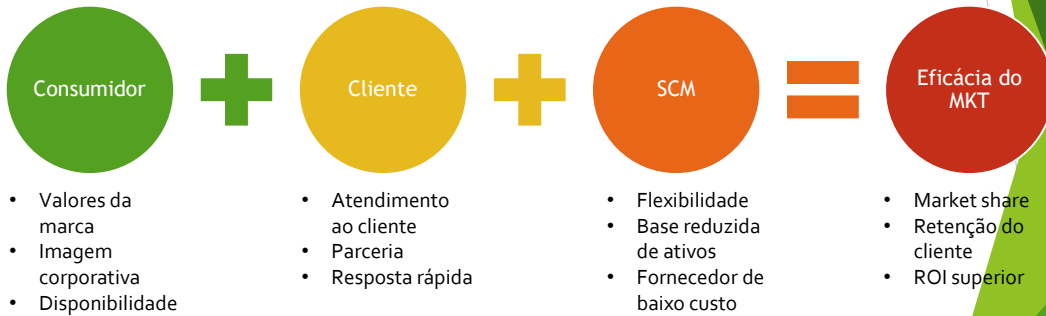 Consumidor
Cliente
SCM
Eficácia do
MKT
• Valores da
marca
• Imagem
corporativa
• Disponibilidade
• Atendimento
ao cliente
• Parceria
• Resposta rápida
• Flexibilidade
• Base reduzida
de ativos
• Fornecedor de
baixo custo
• Market share
• Retenção do
cliente
• ROI superior